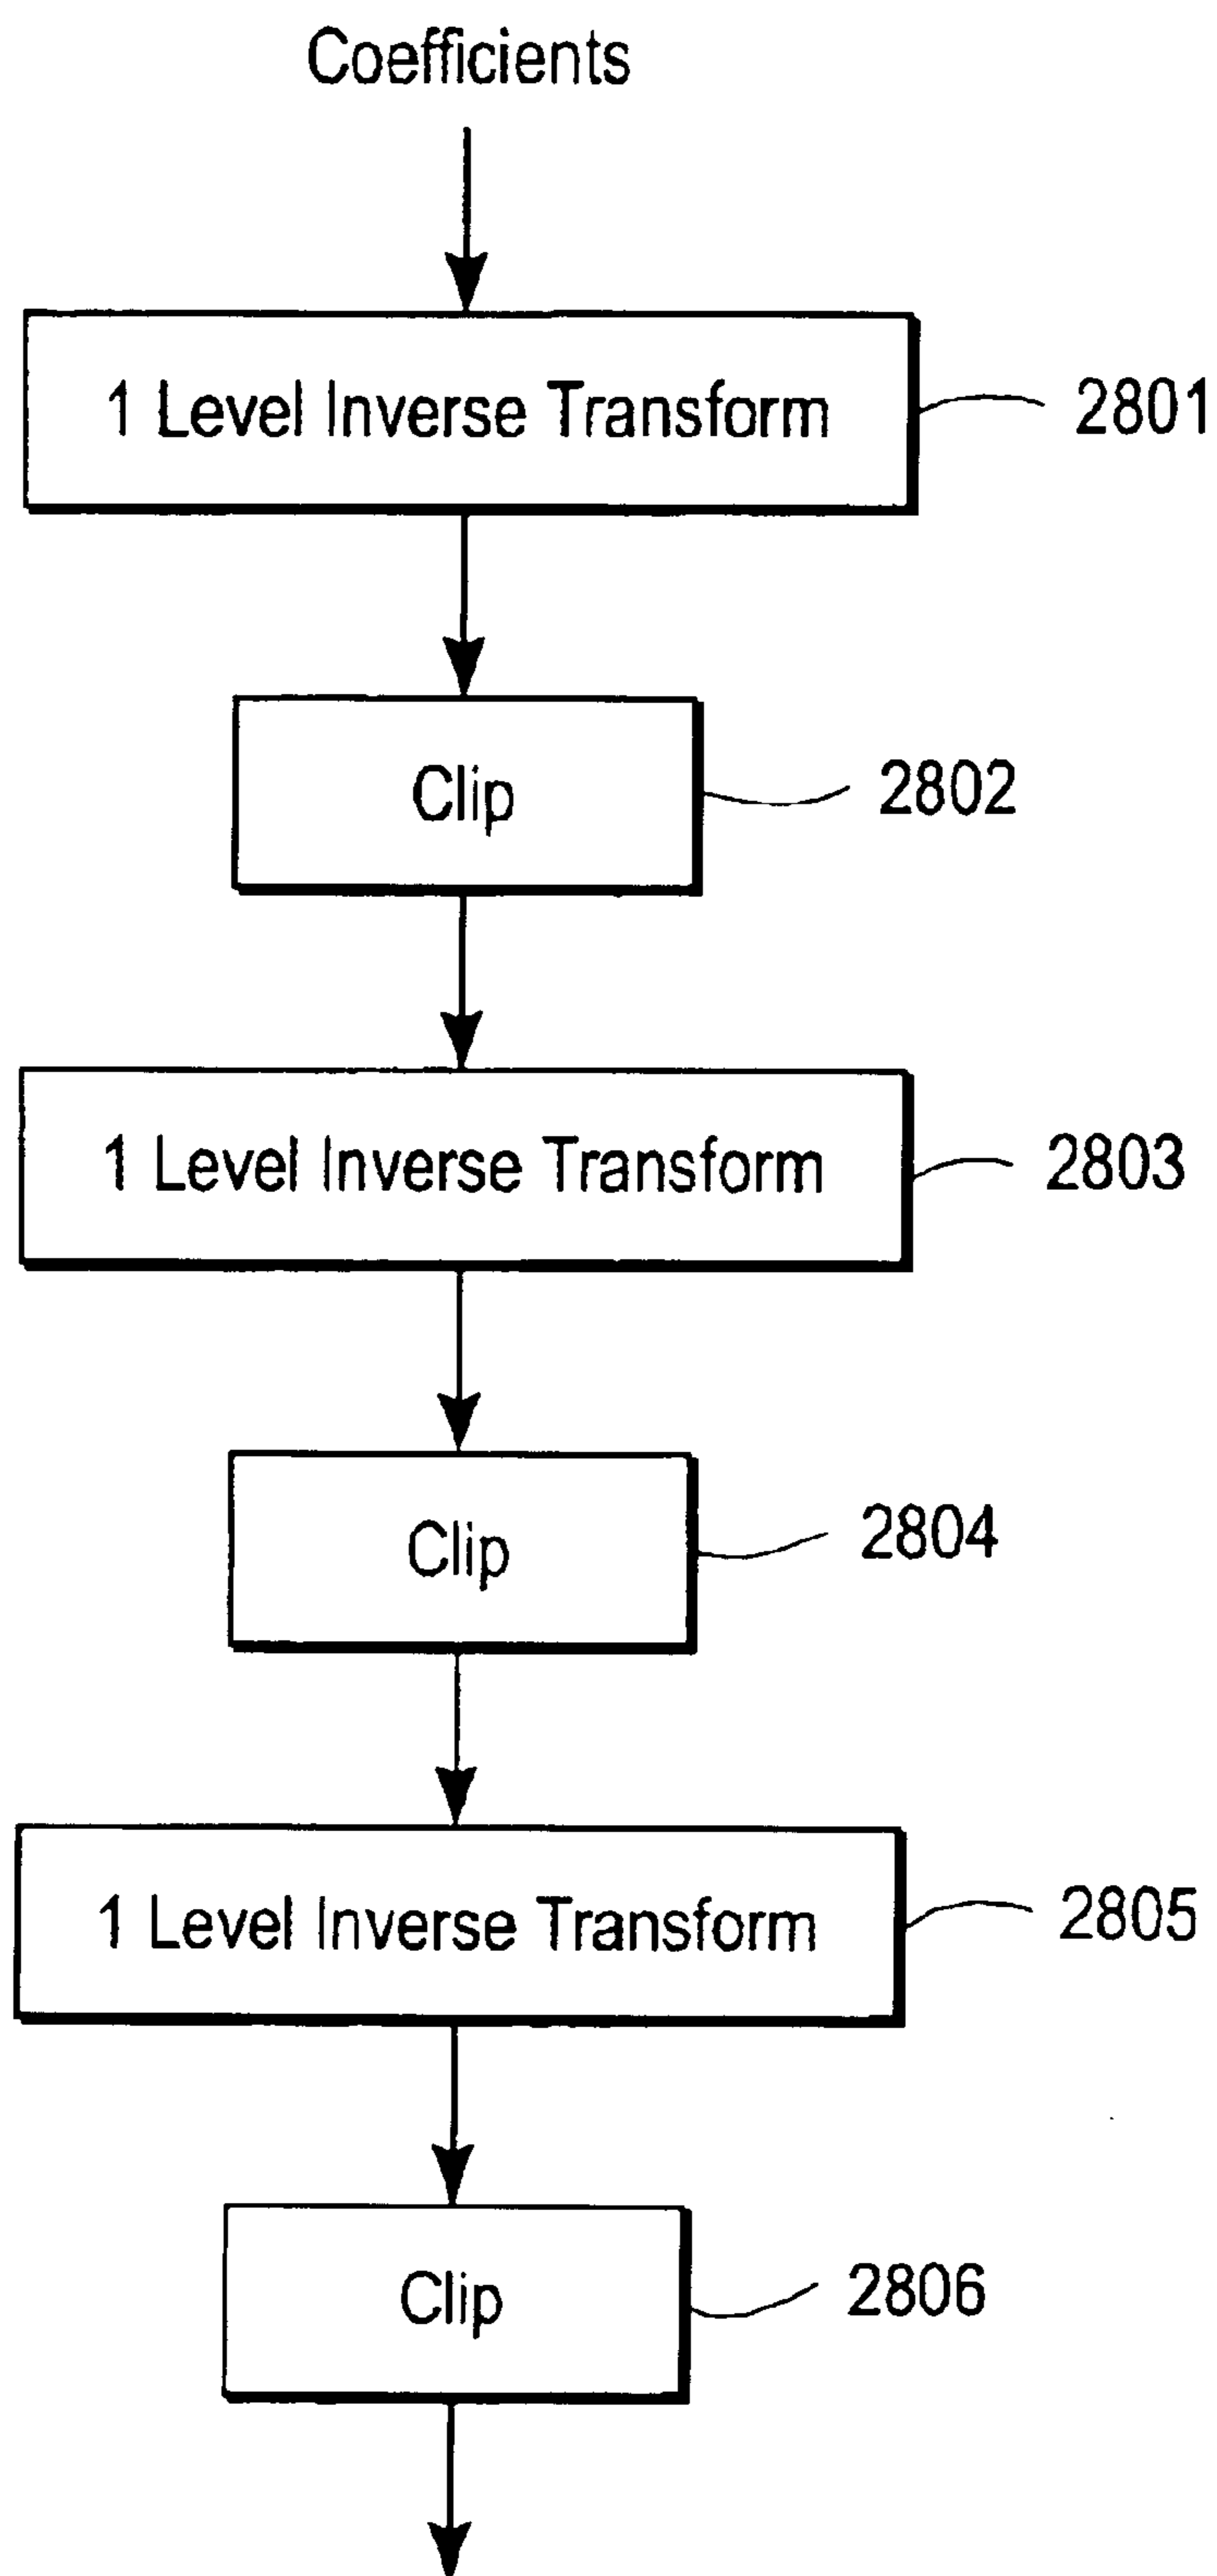 Coefficients
1 Level Inverse Transform
2801
Clip
2802
1 Level Inverse Transform
2803
Clip
2804
1 Level Inverse Transform
2805
Clip
2806